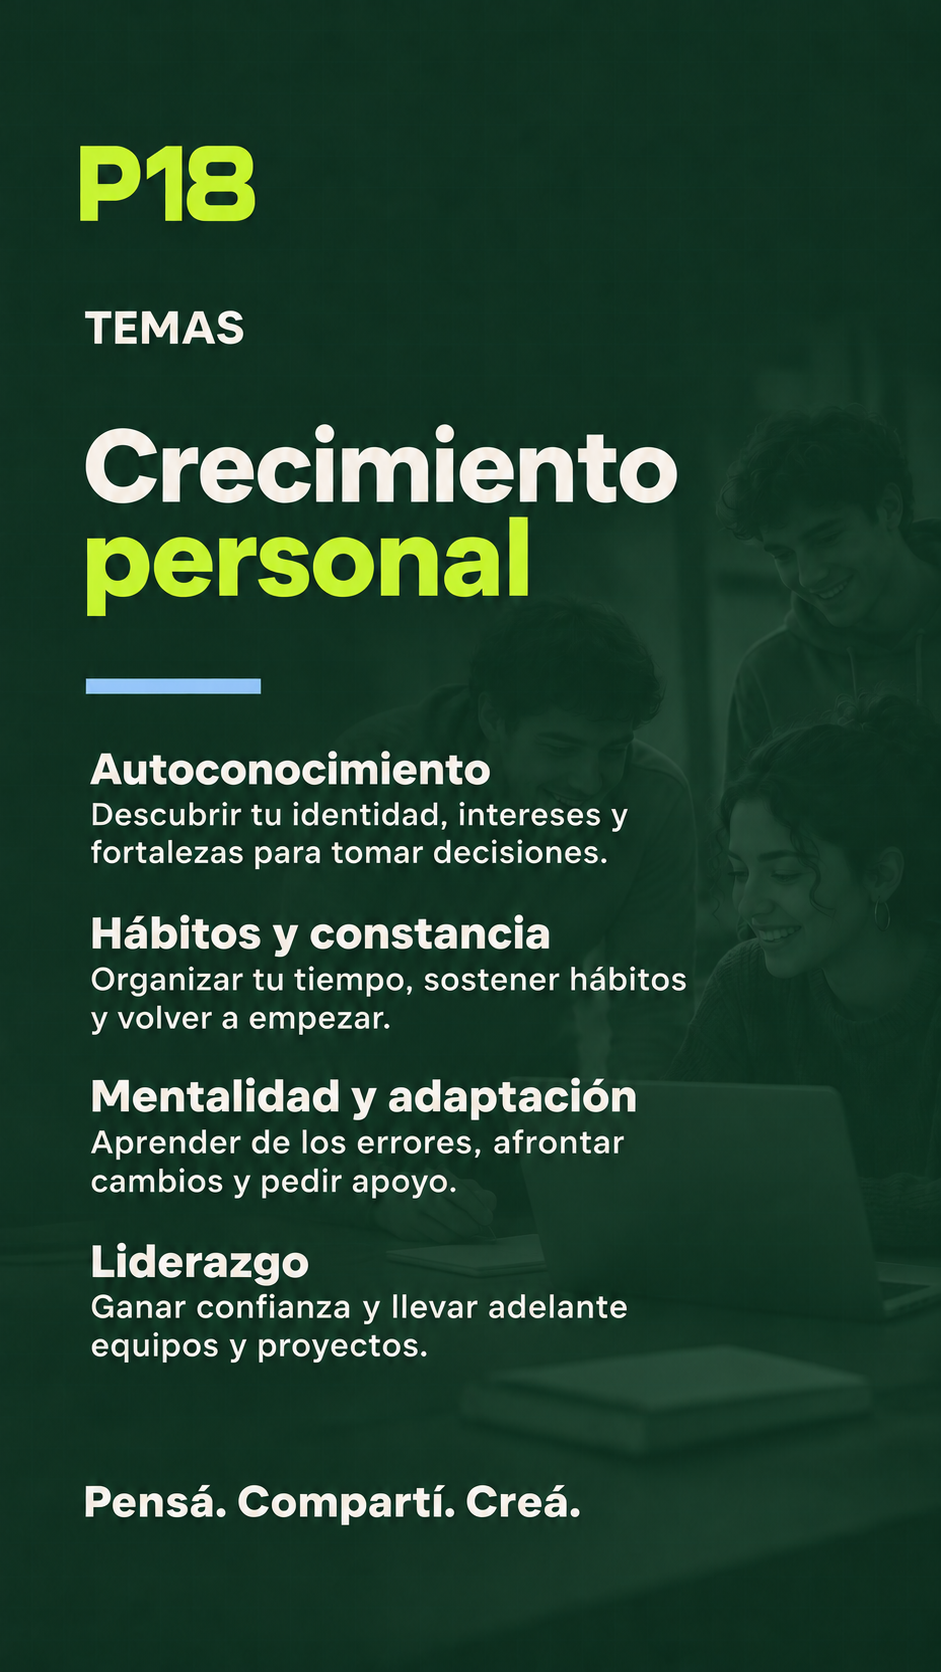 P18
TEMAS
Crecimiento
personal
Autoconocimiento
Descubrir tu identidad, intereses y
fortalezas para tomar decisiones.
Hábitos y constancia
Organizar tu tiempo, sostener hábitos
y volver a empezar.
Mentalidad y adaptación
Aprender de los errores, afrontar
cambios y pedir apoyo.
Liderazgo
Ganar confianza y llevar adelante
equipos y proyectos.
Pensá. Compartí. Creá.